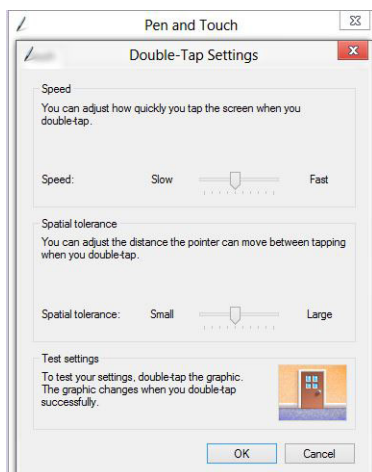 Pen and Touch
Double-Tap Settings
Speed
You can adjust how quickly you tap the screen when you
double-tap.
Speed:
Slow
Fast
Spatial tolerance
You can adjust the distance the pointer can move between tapping
when you double-tap.
Spatial tolerance:
Small
Large
Test settings
To test your settings, double-tap the graphic.
The graphic changes when you double-tap
successfully.
OK
Cancel